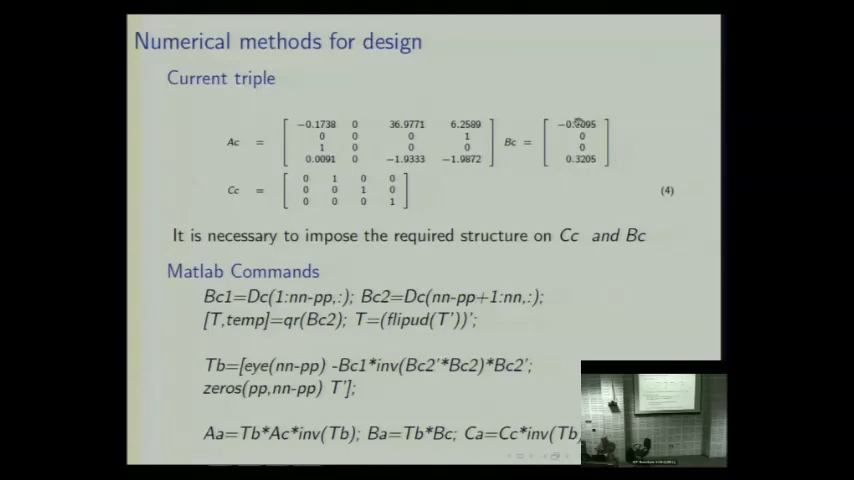 Numerical methods for design
Current triple
Ac = [ −0.1738 0 36.9771 6.2589
0 0 0 1
1 0 0 0
0.0091 0 −1.9333 −1.9872 ]
Bc = [
0
0
0.3205 ]
Cc = [ 0 1 0 0
0 0 1 0
0 0 0 1 ]
(4)
It is necessary to impose the required structure on Cc and Bc
Matlab Commands
Bc1=Dc(1:nn-pp,:); Bc2=Dc(nn-pp+1:nn,:);
[T,temp]=qr(Bc2); T=(flipud(T'))';
Tb=[eye(nn-pp) -Bc1*inv(Bc2'*Bc2)*Bc2';
zeros(pp,nn-pp) T'];
Aa=Tb*Ac*inv(Tb); Ba=Tb*Bc; Ca=Cc*inv(Tb)